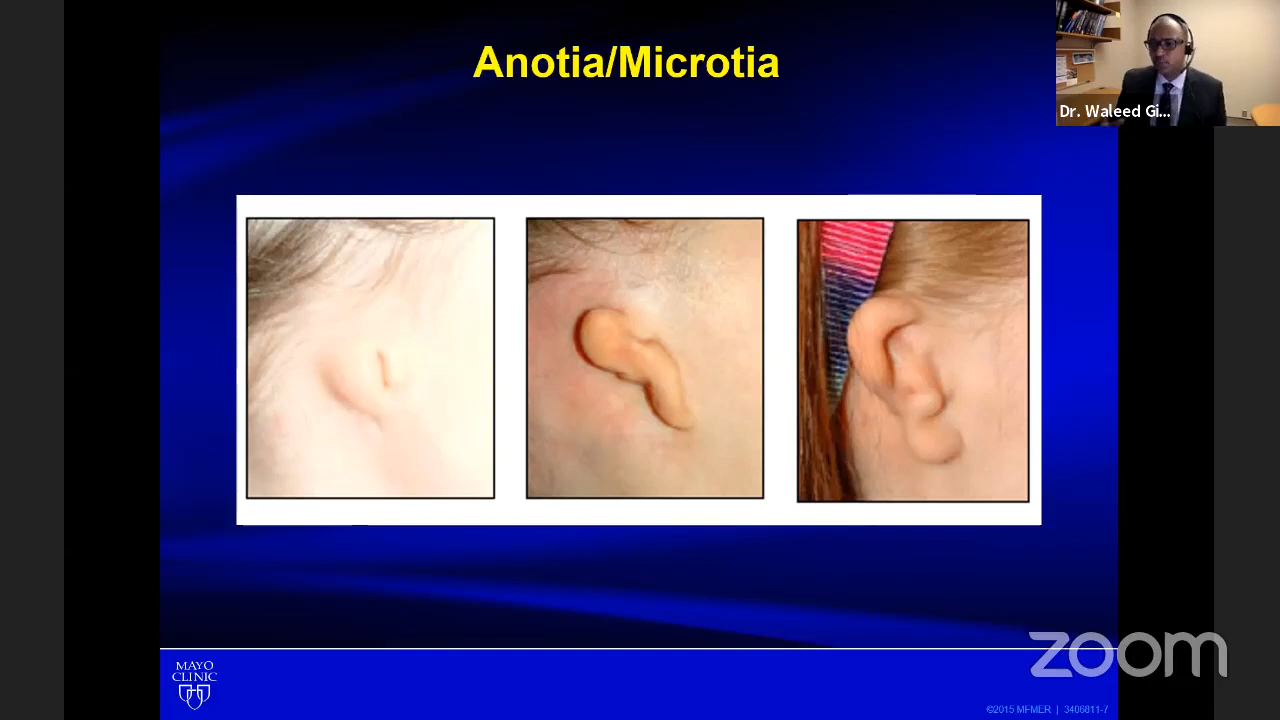 Anotia/Microtia
Dr. Waleed Gi...
zoom
MAYO
CLINIC
©2015 MFMER | 3406811-7